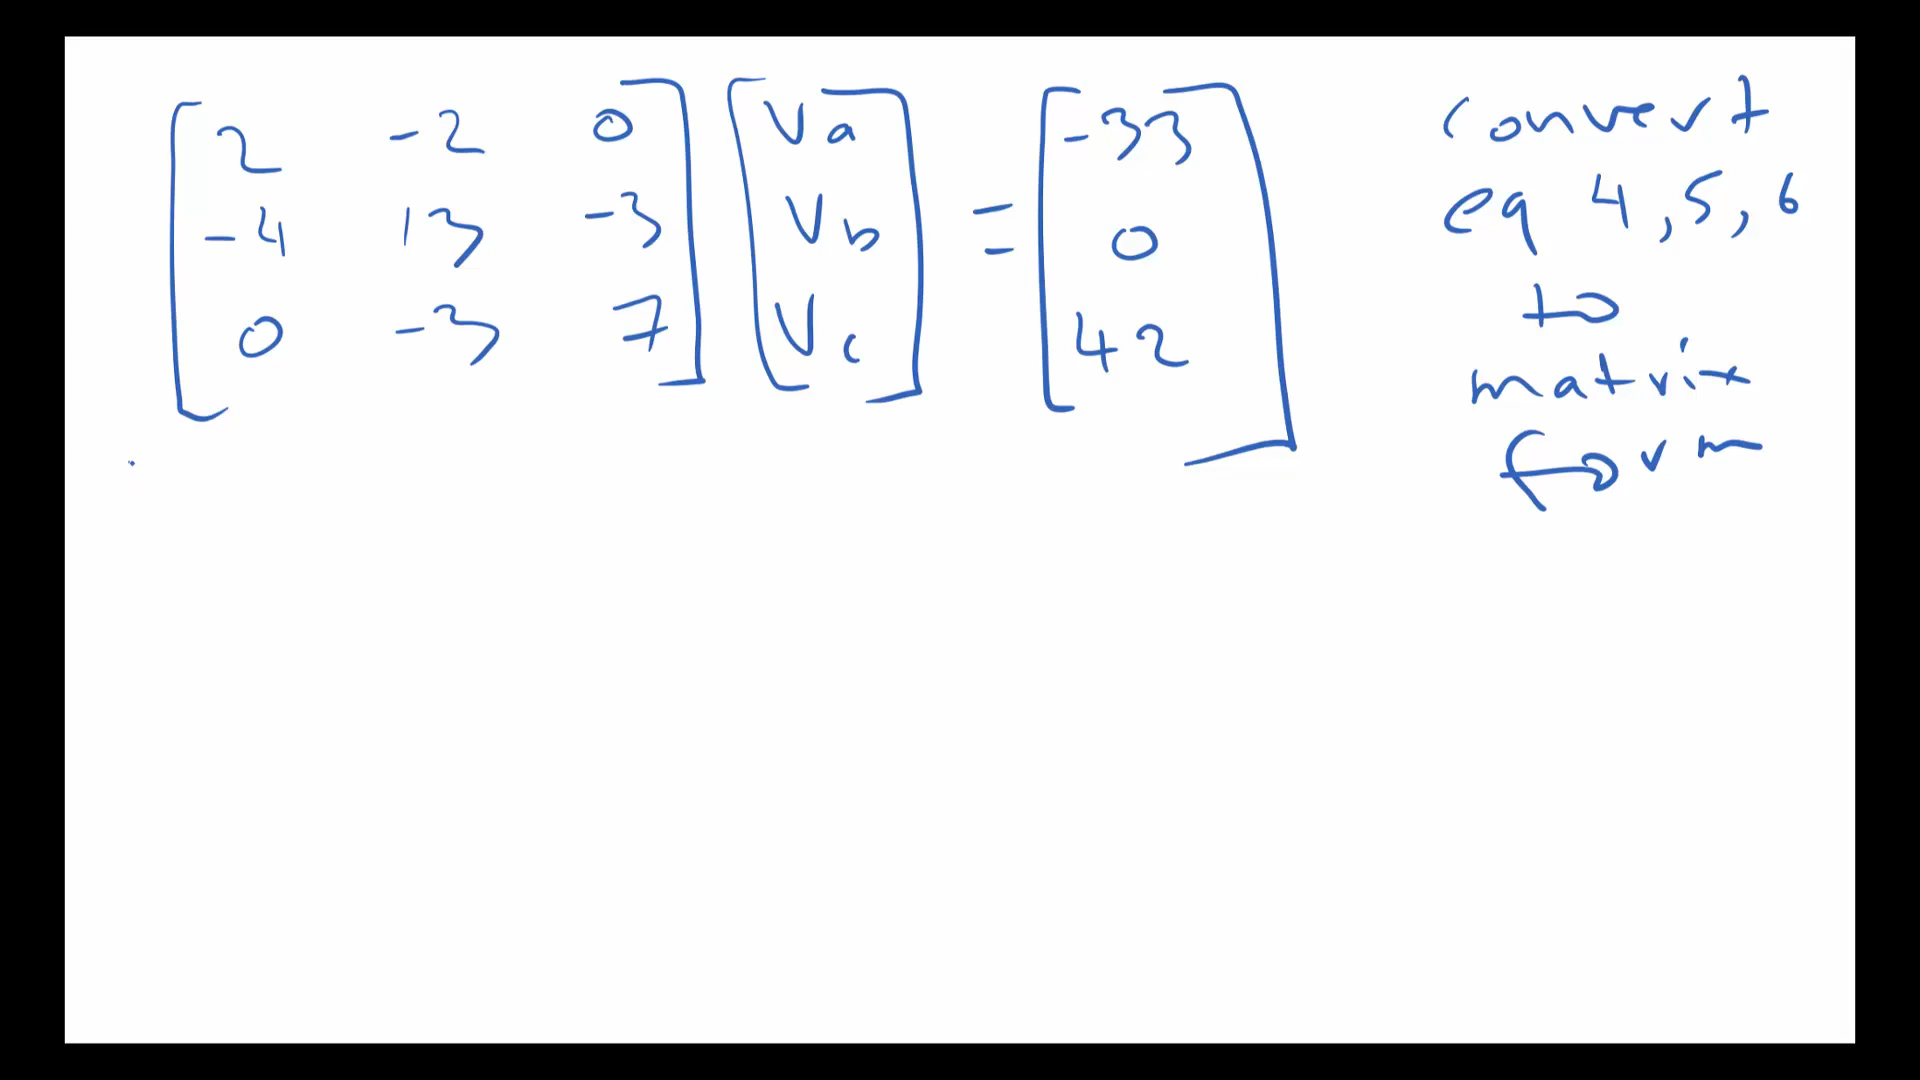 [2 -2 0] [Va] = [-33]
[-4 13 -3] [Vb] [0]
[0 -3 7] [Vc] [42]
convert
eq 4, 5, 6
to
matrix
form